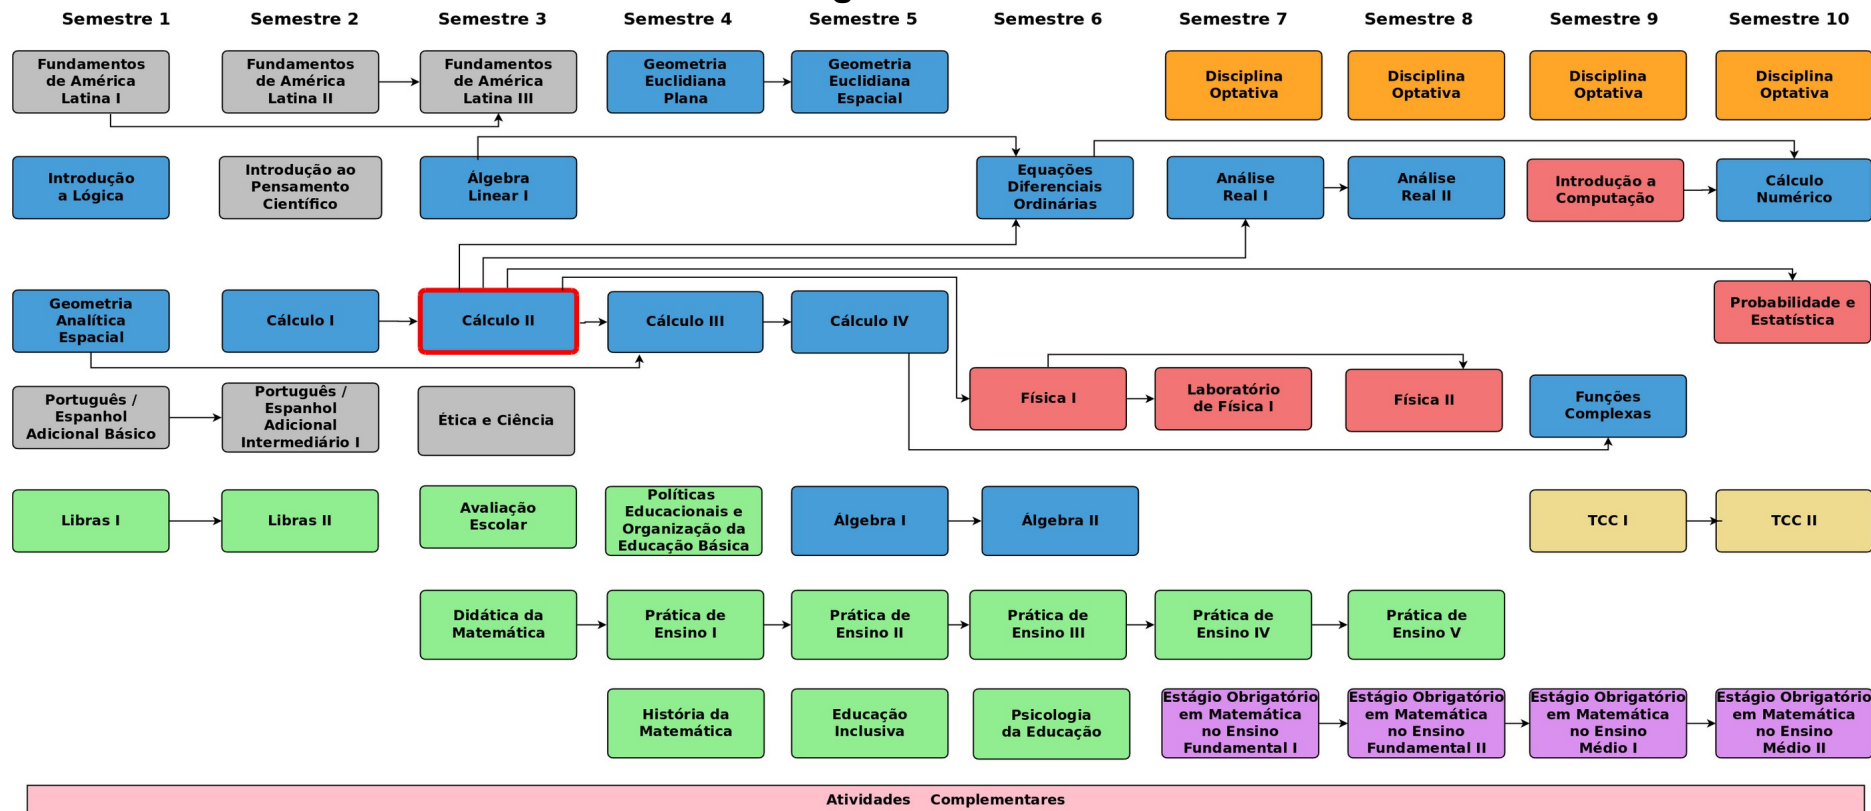 Semestre 1
Semestre 2
Semestre 3
Semestre 4
Semestre 5
Semestre 6
Semestre 7
Semestre 8
Semestre 9
Semestre 10
Fundamentos
de América
Latina I
Fundamentos
de América
Latina II
Fundamentos
de América
Latina III
Geometria
Euclidiana
Plana
Geometria
Euclidiana
Espacial
Disciplina
Optativa
Disciplina
Optativa
Disciplina
Optativa
Disciplina
Optativa
Introdução
a Lógica
Introdução ao
Pensamento
Científico
Álgebra
Linear I
Equações
Diferenciais
Ordinárias
Análise
Real I
Análise
Real II
Introdução a
Computação
Cálculo
Numérico
Geometria
Analítica
Espacial
Cálculo I
Cálculo II
Cálculo III
Cálculo IV
Probabilidade e
Estatística
Português /
Espanhol
Adicional Básico
Português /
Espanhol
Adicional
Intermediário I
Ética e Ciência
Física I
Laboratório
de Física I
Física II
Funções
Complexas
Libras I
Libras II
Avaliação
Escolar
Políticas
Educacionais e
Organização da
Educação Básica
Álgebra I
Álgebra II
TCC I
TCC II
Didática da
Matemática
Prática de
Ensino I
Prática de
Ensino II
Prática de
Ensino III
Prática de
Ensino IV
Prática de
Ensino V
História da
Matemática
Educação
Inclusiva
Psicologia
da Educação
Estágio Obrigatório
em Matemática
no Ensino
Fundamental I
Estágio Obrigatório
em Matemática
no Ensino
Fundamental II
Estágio Obrigatório
em Matemática
no Ensino
Médio I
Estágio Obrigatório
em Matemática
no Ensino
Médio II
Atividades Complementares